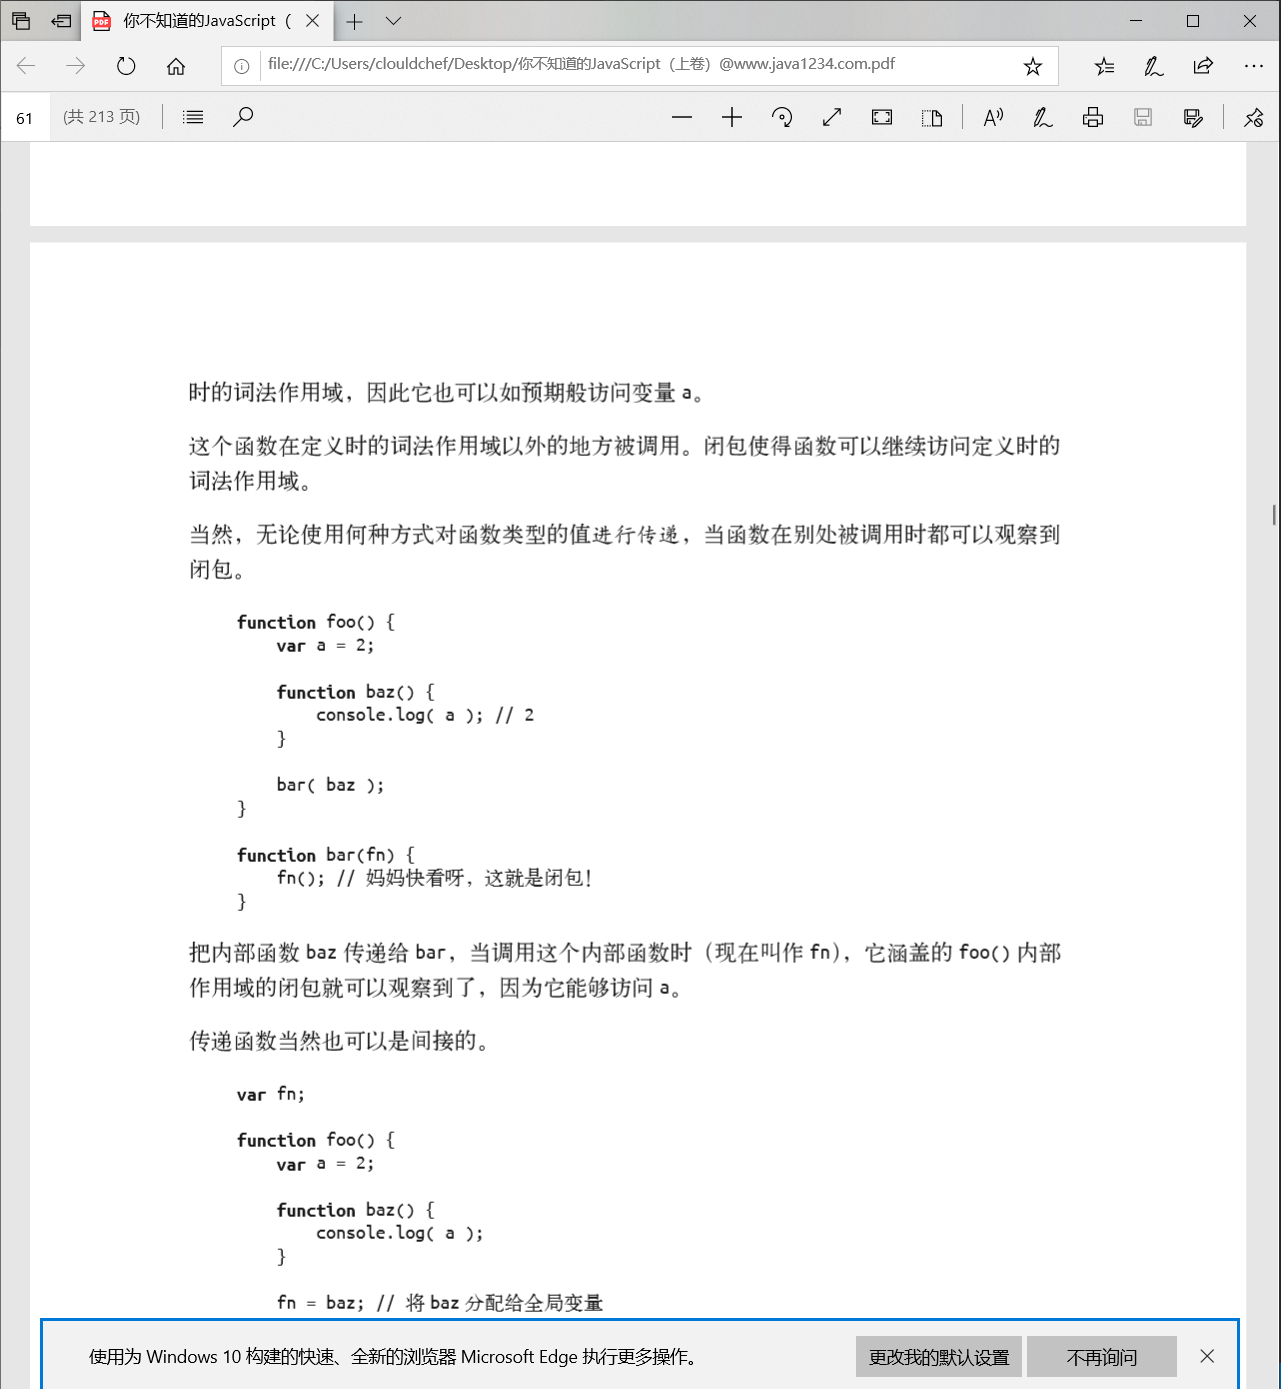 你不知道的JavaScript（
file:///C:/Users/clouldchef/Desktop/你不知道的JavaScript（上卷）@www.java1234.com.pdf
61 (共 213 页)
时的词法作用域，因此它也可以如预期般访问变量 a。
这个函数在定义时的词法作用域以外的地方被调用。闭包使得函数可以继续访问定义时的
词法作用域。
当然，无论使用何种方式对函数类型的值进行传递，当函数在别处被调用时都可以观察到
闭包。
function foo() {
var a = 2;
function baz() {
console.log( a ); // 2
}
bar( baz );
}
function bar(fn) {
fn(); // 妈妈快看呀，这就是闭包！
}
把内部函数 baz 传递给 bar，当调用这个内部函数时（现在叫作 fn），它涵盖的 foo() 内部
作用域的闭包就可以观察到了，因为它能够访问 a。
传递函数当然也可以是间接的。
var fn;
function foo() {
var a = 2;
function baz() {
console.log( a );
}
fn = baz; // 将 baz 分配给全局变量
使用为 Windows 10 构建的快速、全新的浏览器 Microsoft Edge 执行更多操作。 更改我的默认设置 不再询问